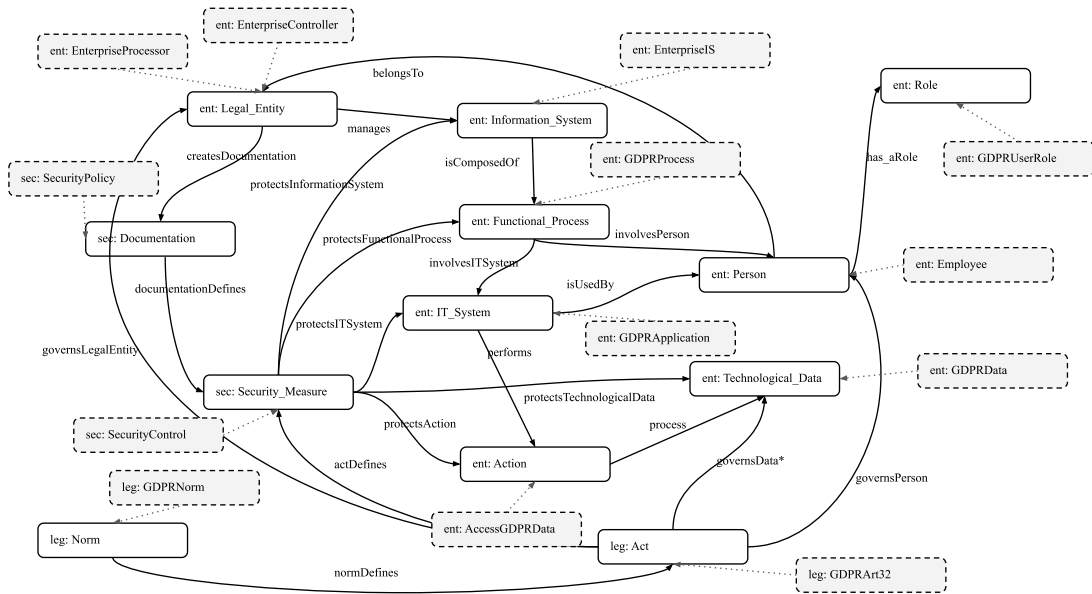 ent: EnterpriseController
ent: EnterpriseProcessor
ent: EnterpriseIS
belongsTo
ent: Role
ent: Legal_Entity
ent: Information_System
manages
createsDocumentation
isComposedOf
ent: GDPRProcess
has_aRole
ent: GDPRUserRole
sec: SecurityPolicy
protectsInformationSystem
ent: Functional_Process
sec: Documentation
protectsFunctionalProcess
involvesPerson
involvesITSystem
ent: Person
ent: Employee
documentationDefines
isUsedBy
ent: IT_System
protectsITSystem
ent: GDPRApplication
governsLegalEntity
performs
ent: GDPRData
sec: Security_Measure
ent: Technological_Data
protectsTechnologicalData
sec: SecurityControl
protectsAction
process
actDefines
ent: Action
governsData*
governsPerson
leg: GDPRNorm
ent: AccessGDPRData
leg: Norm
leg: Act
normDefines
leg: GDPRArt32